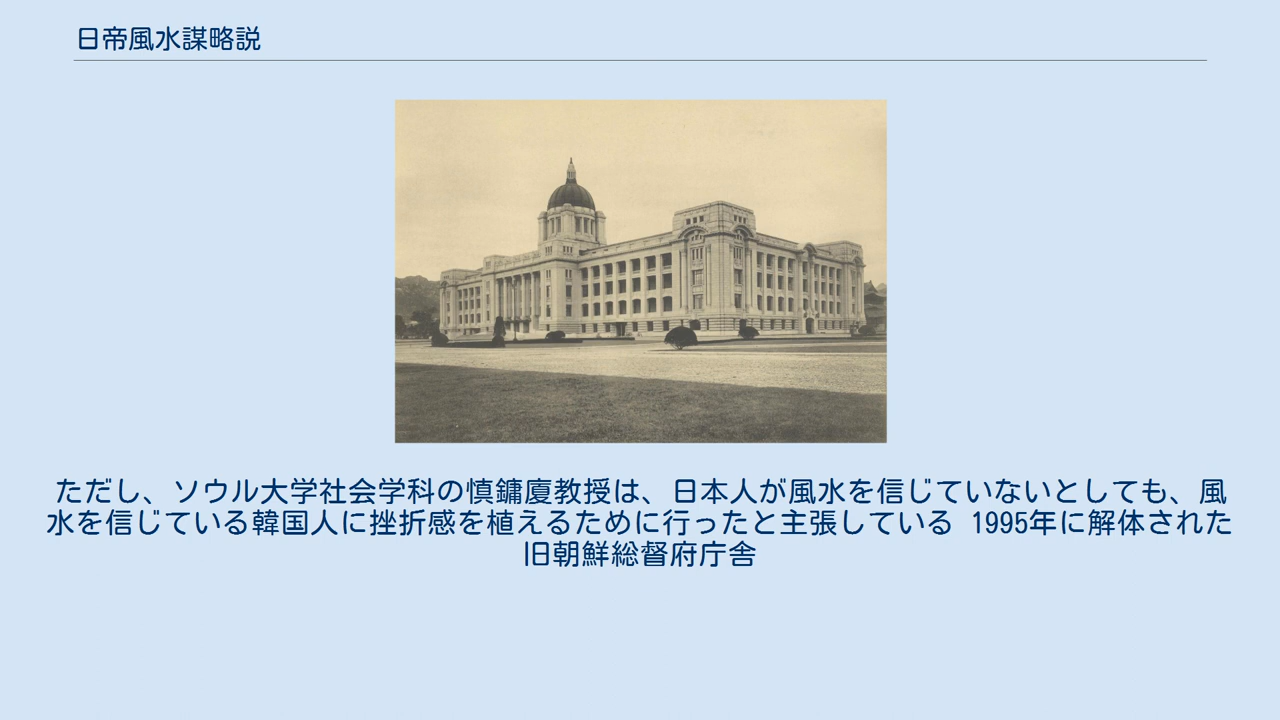 日帝風水謀略説
ただし、ソウル大学社会学科の慎鏞廈教授は、日本人が風水を信じていないとしても、風
水を信じている韓国人に挫折感を植えるために行ったと主張している 1995年に解体された
旧朝鮮総督府庁舎